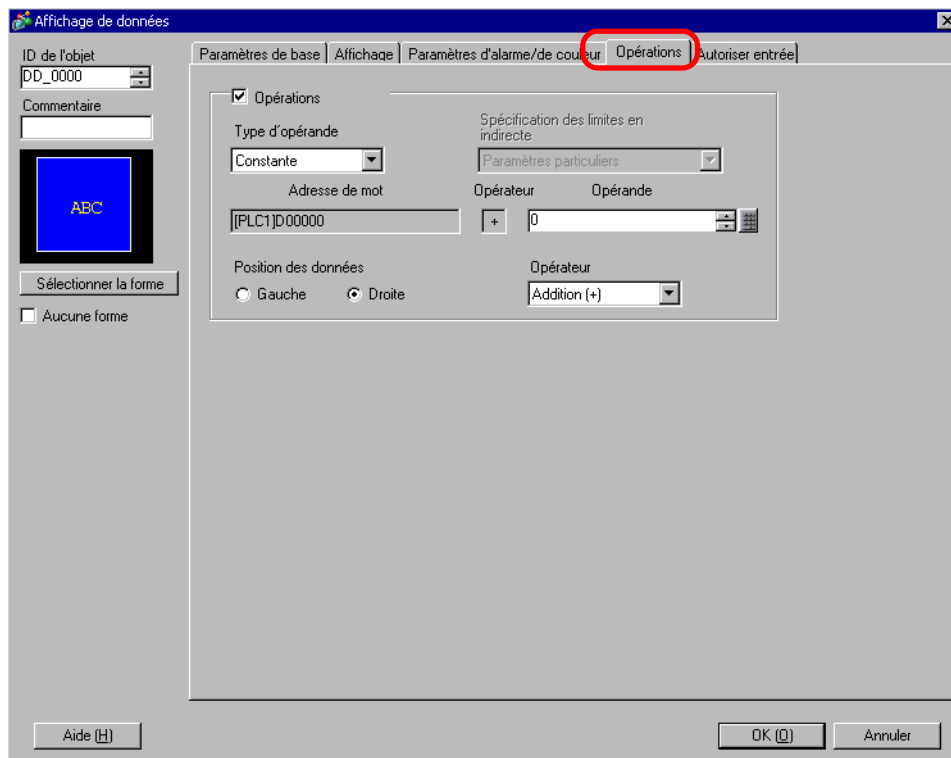 Affichage de données
ID de l'objet
DD_0000
Commentaire
ABC
Sélectionner la forme
Aucune forme
Paramètres de base
Affichage
Paramètres d'alarme/de couleur
Opérations
Autoriser entrée
Opérations
Type d'opérande
Constante
Spécification des limites en
indirecte
Paramètres particuliers
Adresse de mot
Opérateur
Opérande
[PLC1]D00000
+
0
Position des données
Gauche
Droite
Opérateur
Addition (+)
Aide (H)
OK (O)
Annuler